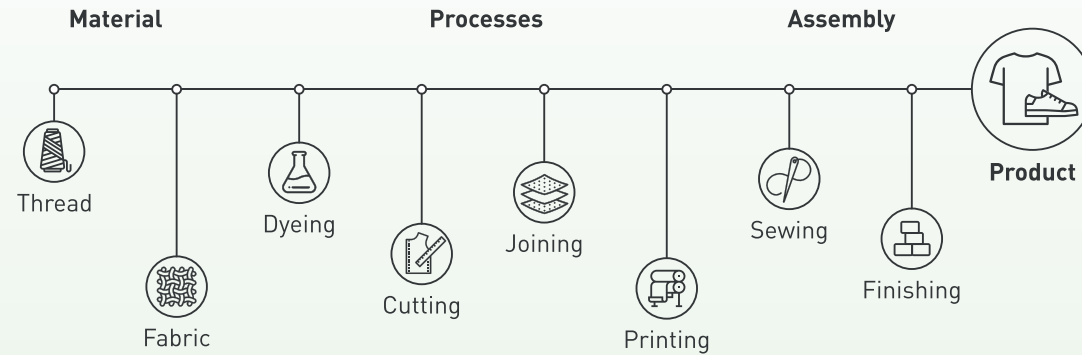 Material
Processes
Assembly
Product
Thread
Fabric
Dyeing
Cutting
Joining
Printing
Sewing
Finishing